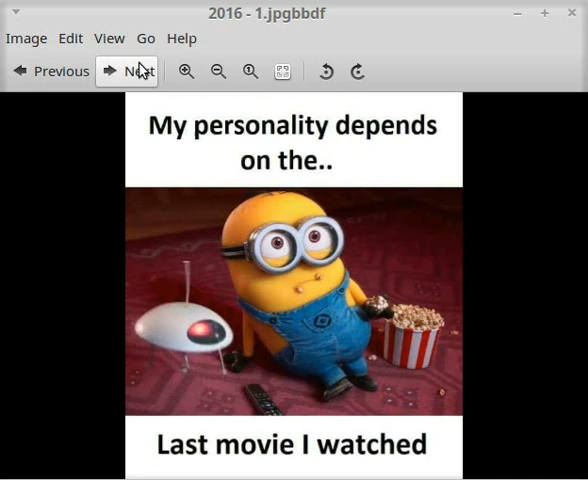 2016 - 1.jpgbbdf
Image Edit View Go Help
Previous Next
My personality depends
on the..
Last movie I watched